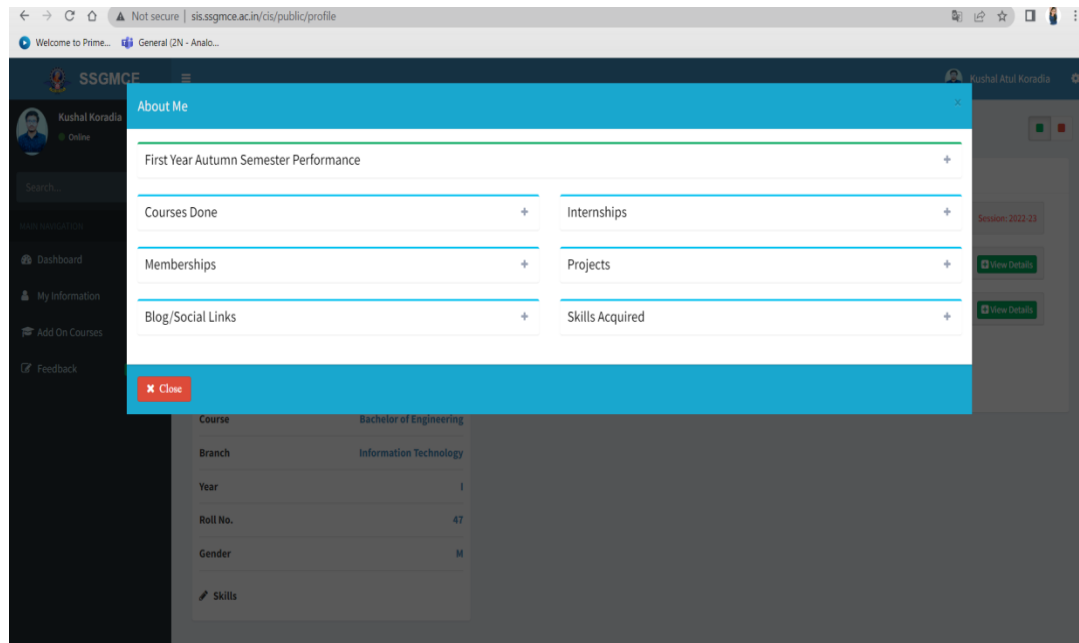 Not secure | sis.ssgmce.ac.in/cis/public/profile
Welcome to Prime... General (2N - Analo...
SSGMCE Kushal Atul Koradia
Kushal Koradia
Online
About Me ×
First Year Autumn Semester Performance +
Search...
Courses Done + Internships +
Session: 2022-23
MAIN NAVIGATION
Dashboard
Memberships + Projects +
View Details
My Information
Blog/Social Links + Skills Acquired +
View Details
Add On Courses
Feedback
Close
Course Bachelor of Engineering
Branch Information Technology
Year I
Roll No. 47
Gender M
Skills